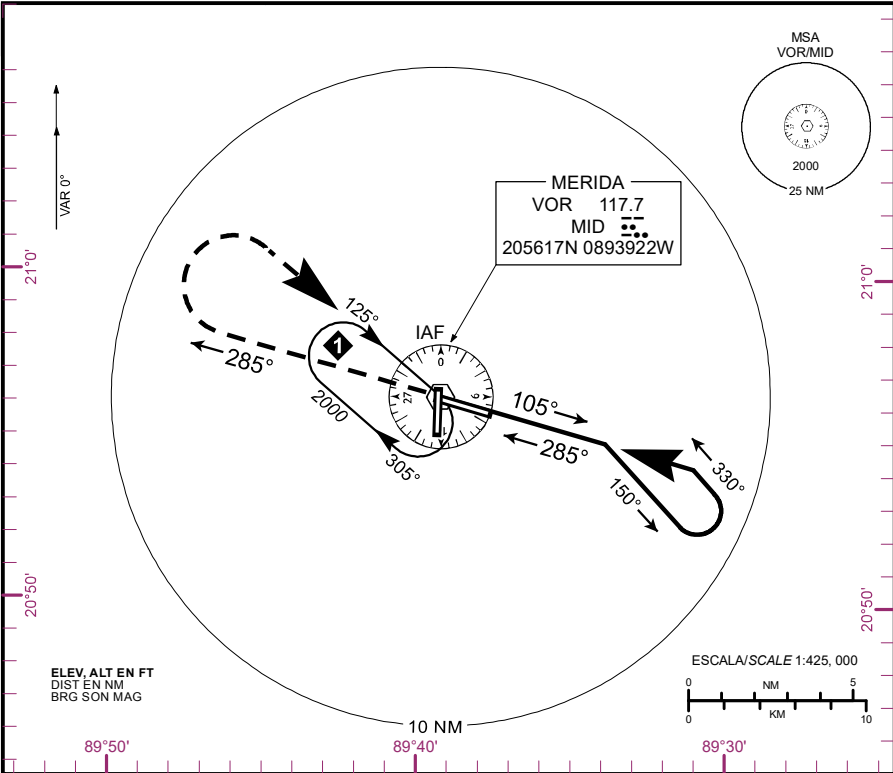 MSA
VOR/MID
2000
25 NM
VAR 0°
MERIDA
VOR 117.7
MID
205617N 0893922W
21°0'
21°0'
125°
IAF
0
9
27
1
285°
2000
305°
105°
285°
150°
330°
20°50'
20°50'
ELEV, ALT EN FT
DIST EN NM
BRG SON MAG
ESCALA/SCALE 1:425, 000
0 NM 5
0 KM 10
10 NM
89°50' 89°40' 89°30'